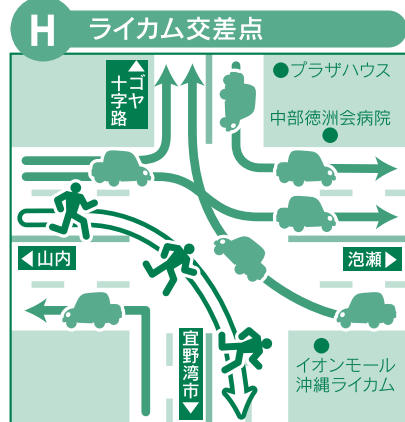 H ライカム交差点
▲ゴヤ
十字路
プラザハウス
中部徳洲会病院
◀山内
泡瀬▶
宜野湾市▼
イオンモール
沖縄ライカム